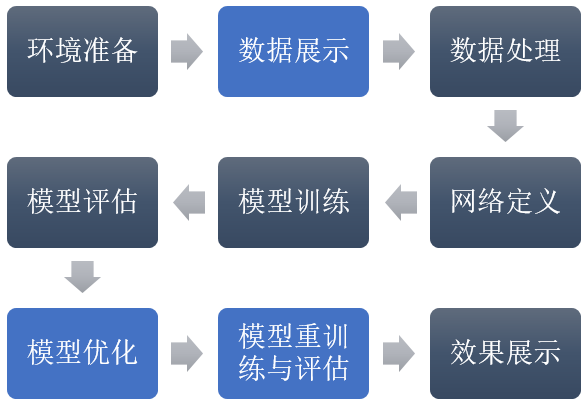 环境准备
数据展示
数据处理
网络定义
模型训练
模型评估
模型优化
模型重训
练与评估
效果展示